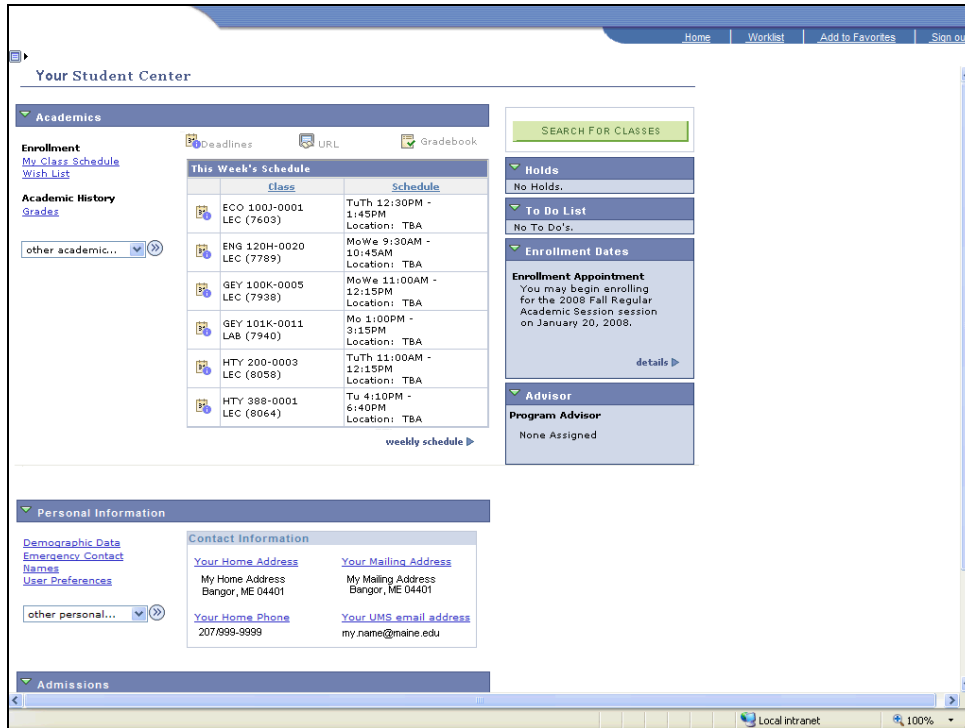 Home Worklist Add to Favorites Sign ou
Your Student Center
Academics
Enrollment
My Class Schedule
Wish List
Academic History
Grades
other academic...
Deadlines URL Gradebook
This Week's Schedule
Class Schedule
ECO 100J-0001
LEC (7603)
TuTh 12:30PM -
1:45PM
Location: TBA
ENG 120H-0020
LEC (7789)
MoWe 9:30AM -
10:45AM
Location: TBA
GEY 100K-0005
LEC (7938)
MoWe 11:00AM -
12:15PM
Location: TBA
GEY 101K-0011
LAB (7940)
Mo 1:00PM -
3:15PM
Location: TBA
HTY 200-0003
LEC (8058)
TuTh 11:00AM -
12:15PM
Location: TBA
HTY 388-0001
LEC (8064)
Tu 4:10PM -
6:40PM
Location: TBA
weekly schedule
SEARCH FOR CLASSES
Holds
No Holds.
To Do List
No To Do's.
Enrollment Dates
Enrollment Appointment
You may begin enrolling
for the 2008 Fall Regular
Academic Session session
on January 20, 2008.
details
Advisor
Program Advisor
None Assigned
Personal Information
Demographic Data
Emergency Contact
Names
User Preferences
other personal...
Contact Information
Your Home Address
My Home Address
Bangor, ME 04401
Your Mailing Address
My Mailing Address
Bangor, ME 04401
Your Home Phone
207/999-9999
Your UMS email address
my.name@maine.edu
Admissions
Local intranet 100%